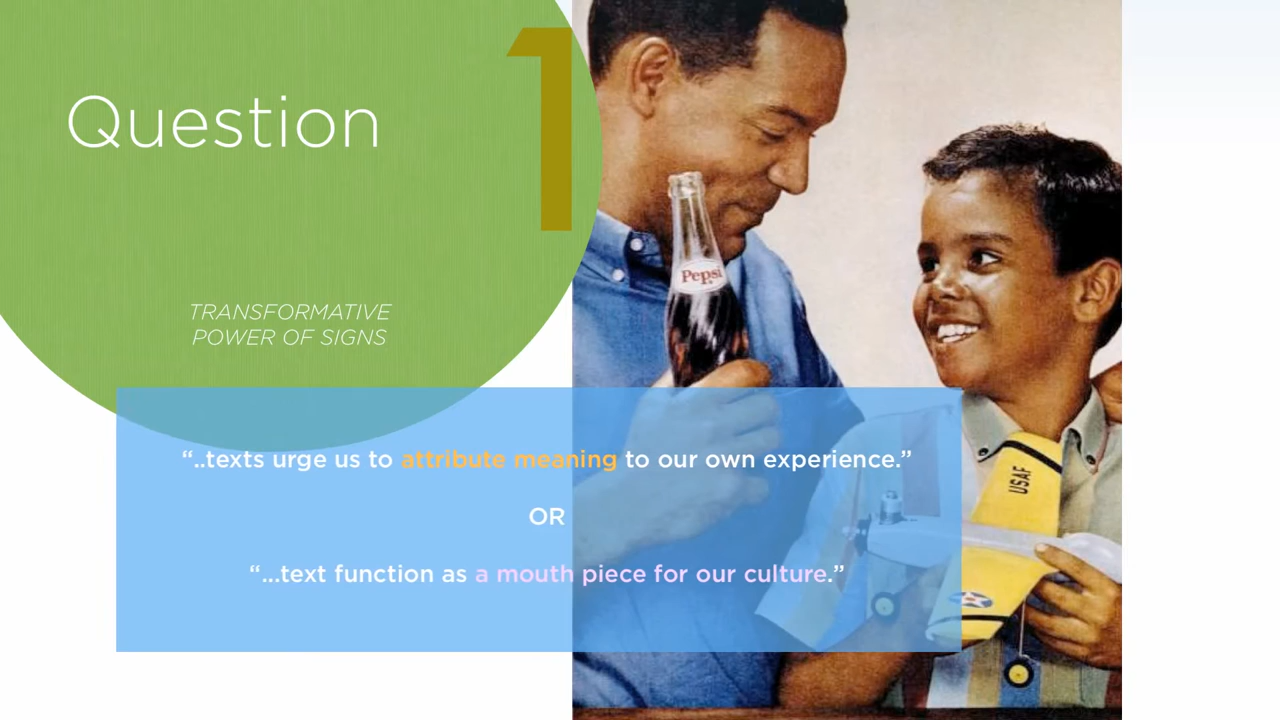 Question
1
TRANSFORMATIVE
POWER OF SIGNS
Pepsi
USAF
“..texts urge us to attribute meaning to our own experience.”
OR
“...text function as a mouth piece for our culture.”